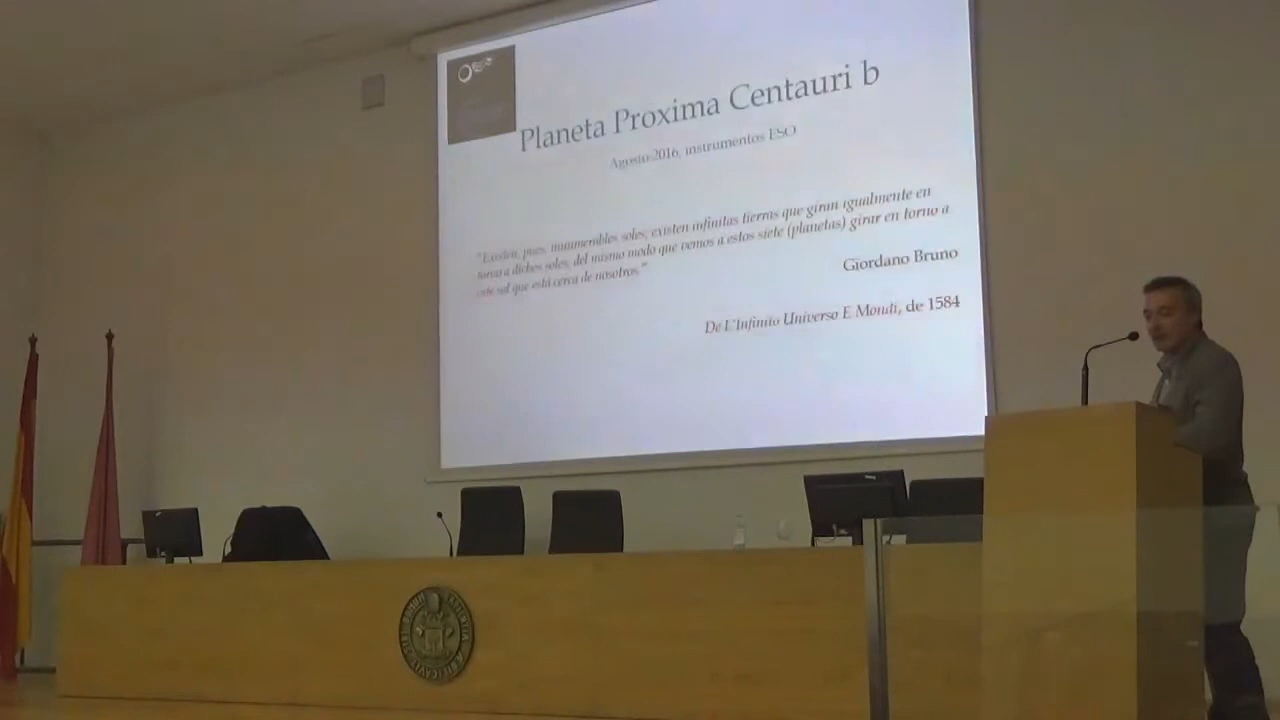 Planeta Proxima Centauri b
Agosto 2016, instrumentos ESO
"Existen, pues, innumerables soles; existen infinitas tierras que giran igualmente en
torno a dichos soles, del mismo modo que vemos a estos siete (planetas) girar en torno a
este sol que está cerca de nosotros."
Giordano Bruno
De L'Infinito Universo E Mondi, de 1584